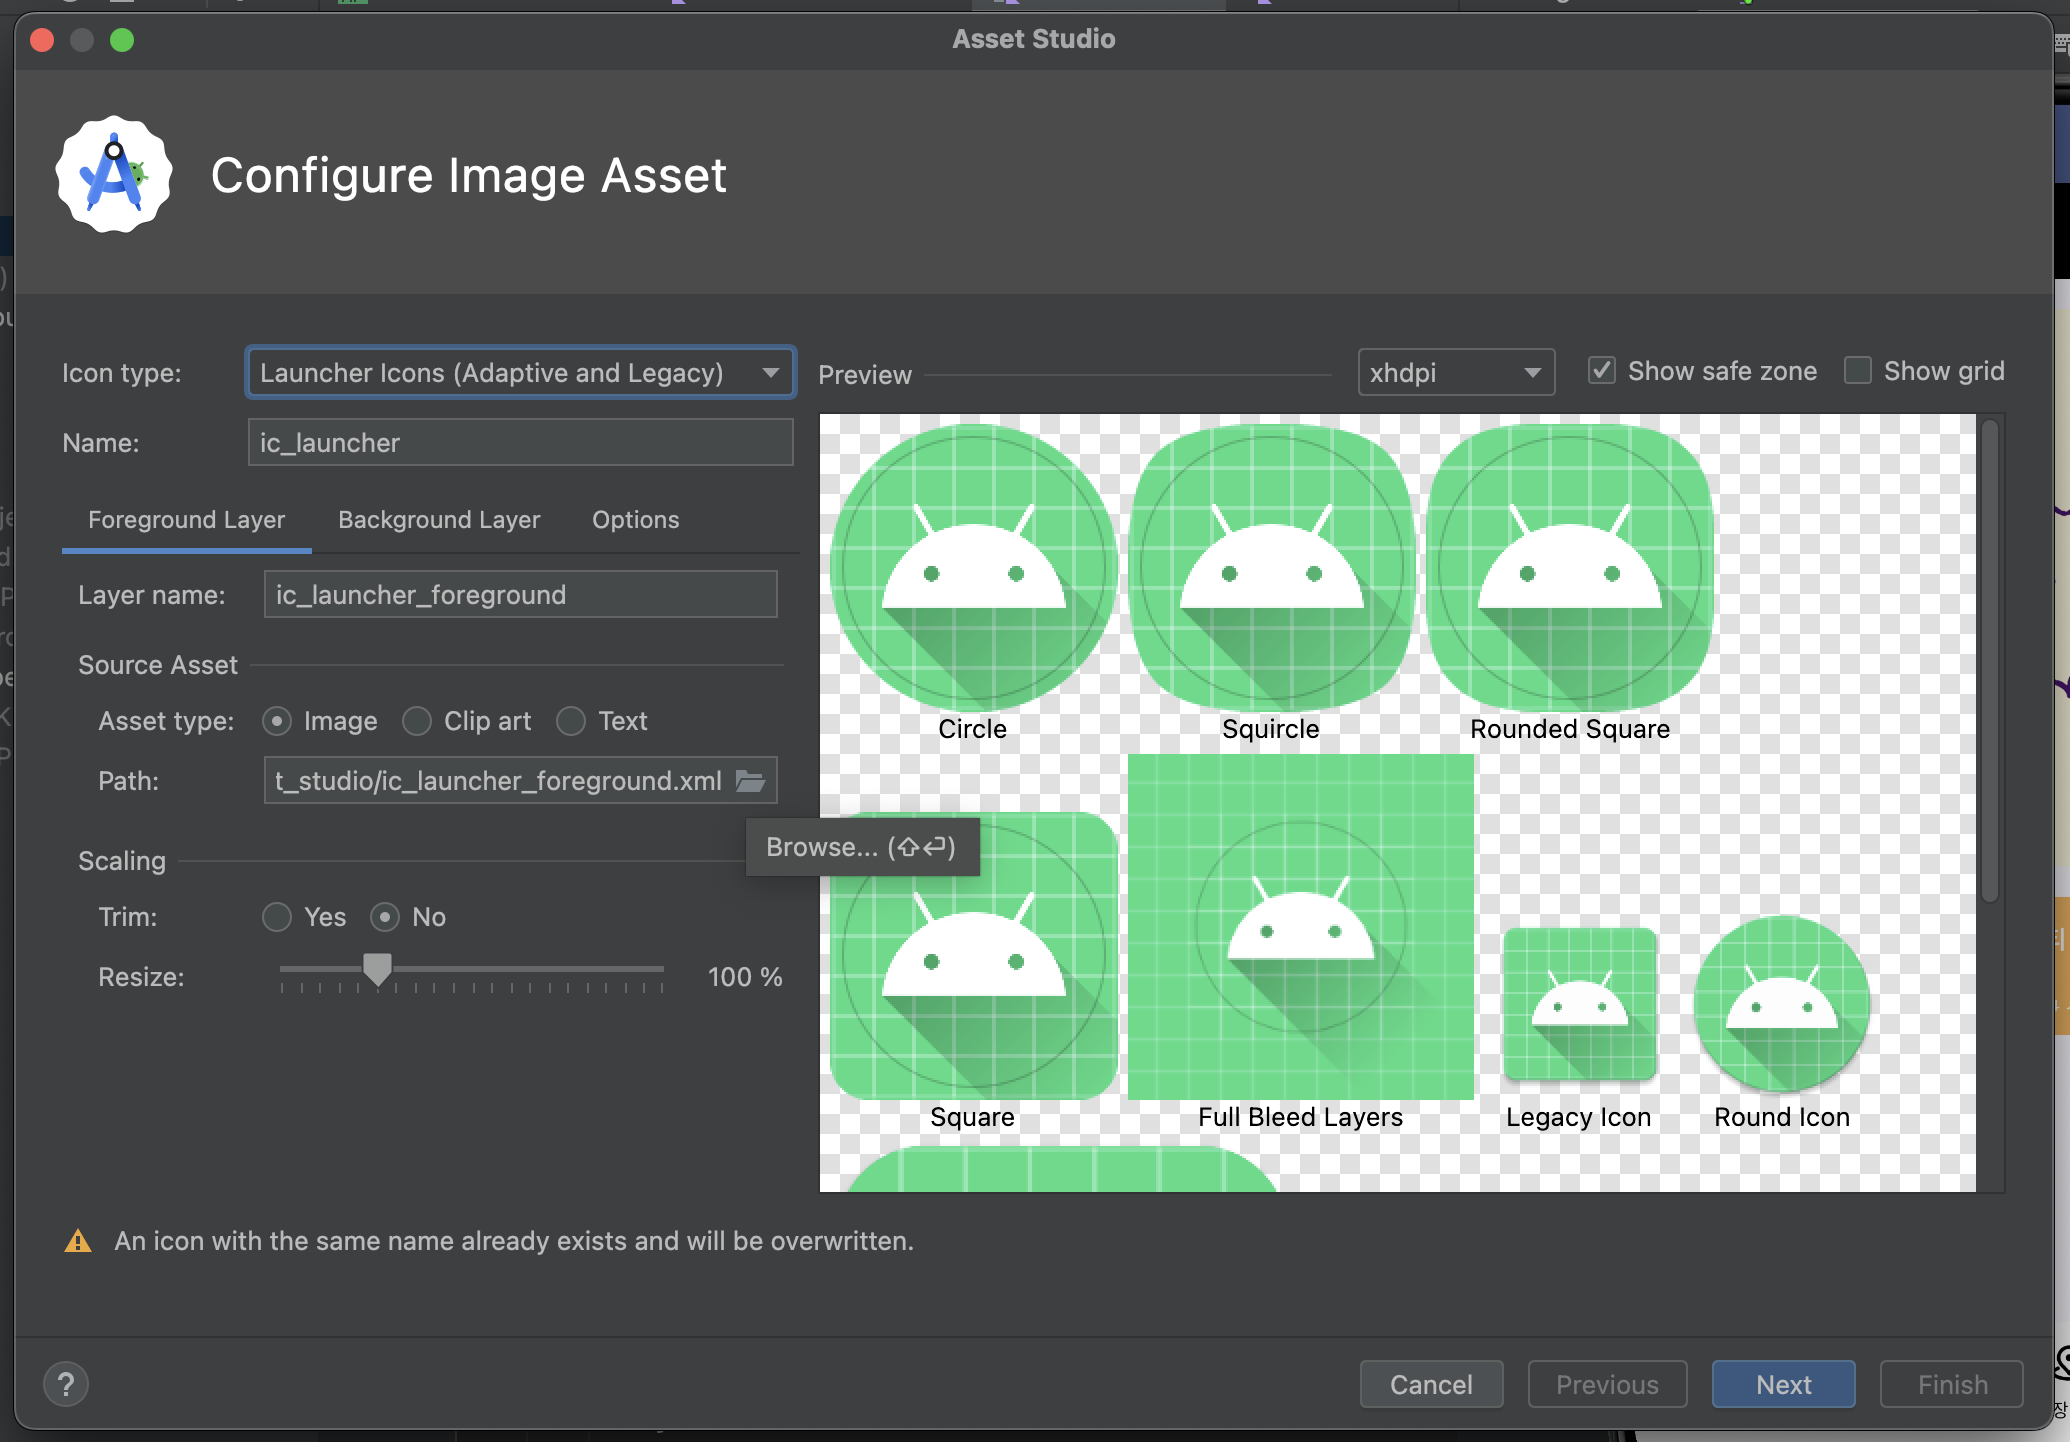 Asset Studio
Configure Image Asset
Icon type:
Launcher Icons (Adaptive and Legacy)
Name:
ic_launcher
Foreground Layer
Background Layer
Options
Layer name:
ic_launcher_foreground
Source Asset
Asset type:
Image
Clip art
Text
Path:
t_studio/ic_launcher_foreground.xml
Browse... (⇧⏎)
Scaling
Trim:
Yes
No
Resize:
100 %
Preview
xhdpi
Show safe zone
Show grid
Circle
Squircle
Rounded Square
Square
Full Bleed Layers
Legacy Icon
Round Icon
An icon with the same name already exists and will be overwritten.
?
Cancel
Previous
Next
Finish
장